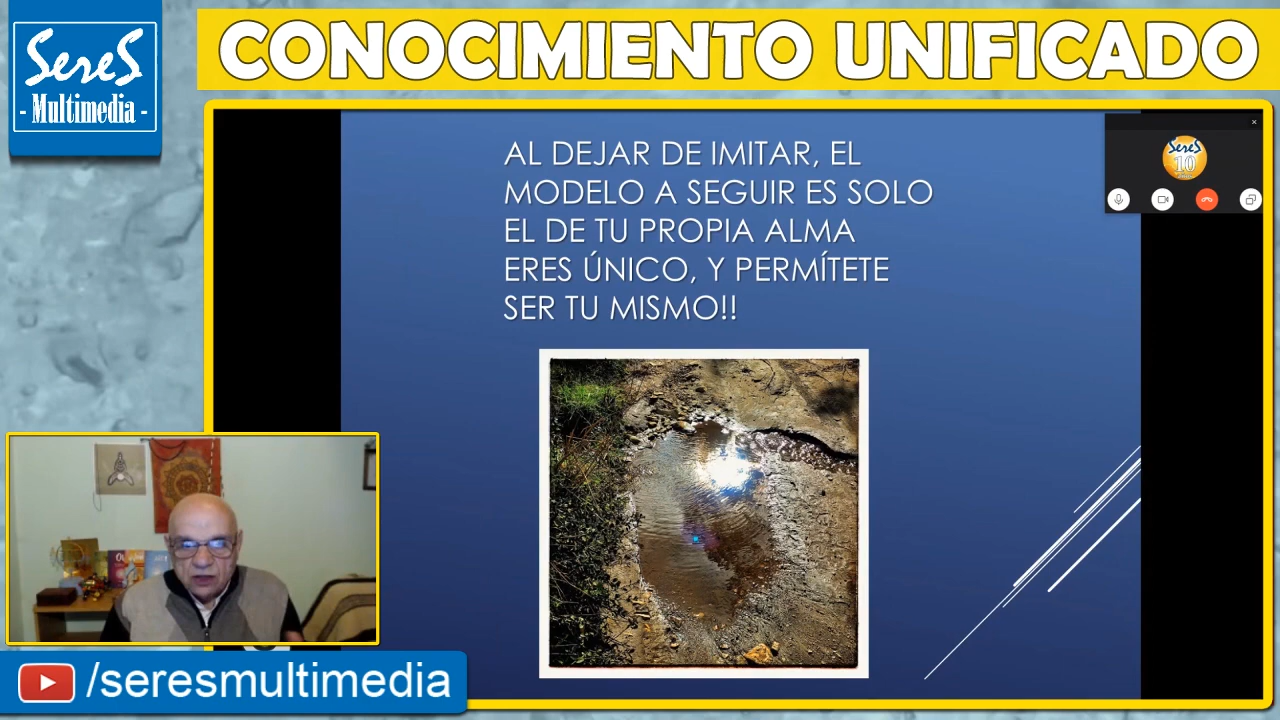 SereS
- Multimedia -
CONOCIMIENTO UNIFICADO
AL DEJAR DE IMITAR, EL
MODELO A SEGUIR ES SOLO
EL DE TU PROPIA ALMA
ERES ÚNICO, Y PERMÍTETE
SER TU MISMO!!
SereS
10
/seresmultimedia